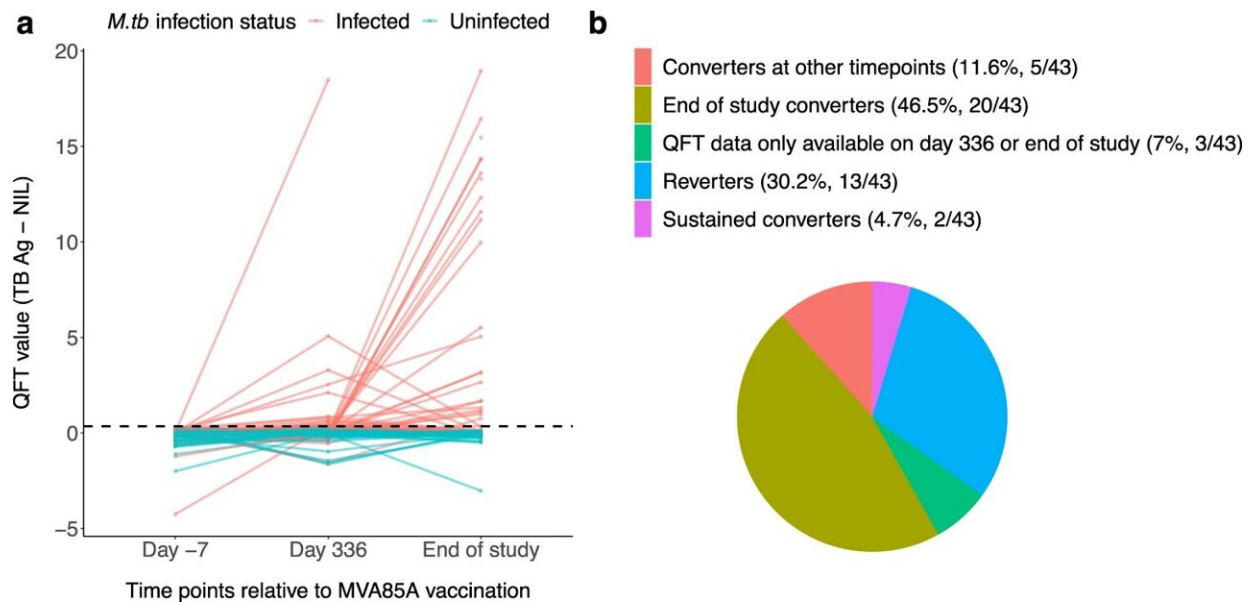 a
M.tb infection status Infected Uninfected
QFT value (TB Ag – NIL)
20
15
10
5
0
−5
Day −7 Day 336 End of study
Time points relative to MVA85A vaccination
b
Converters at other timepoints (11.6%, 5/43)
End of study converters (46.5%, 20/43)
QFT data only available on day 336 or end of study (7%, 3/43)
Reverters (30.2%, 13/43)
Sustained converters (4.7%, 2/43)